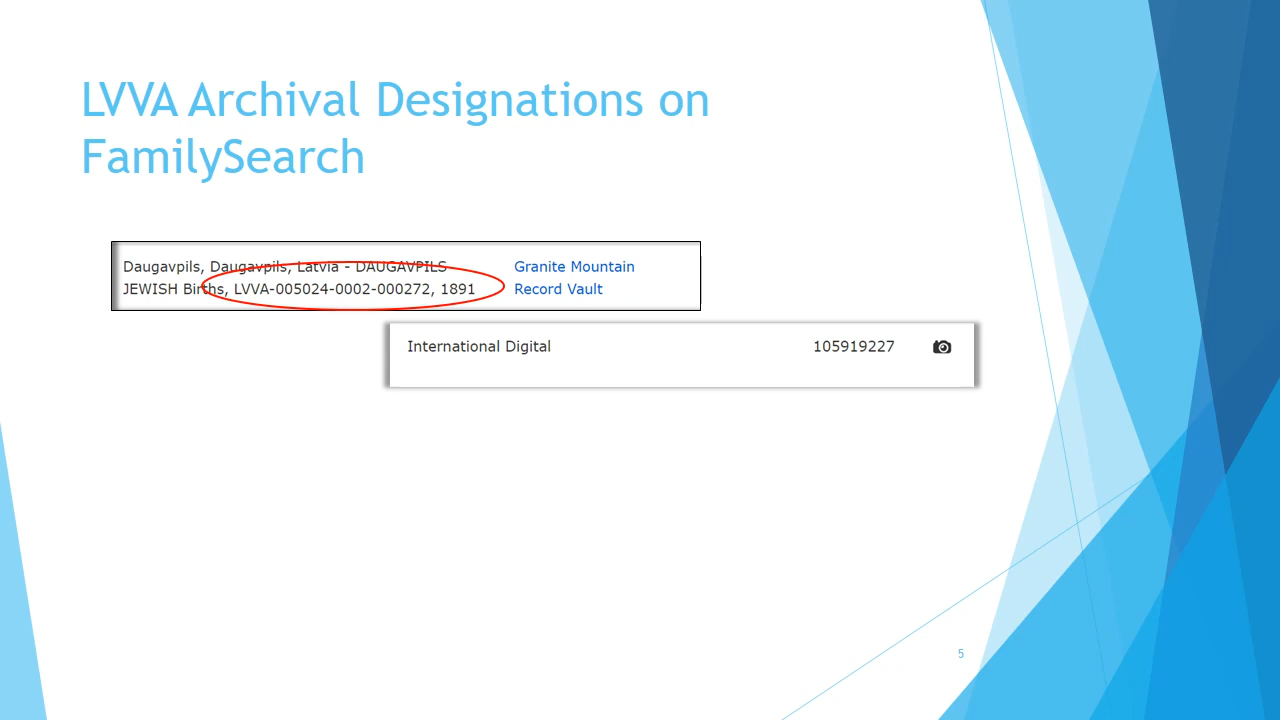 LVVA Archival Designations on
FamilySearch
Daugavpils, Daugavpils, Latvia - DAUGAVPILS
JEWISH Births, LVVA-005024-0002-000272, 1891
Granite Mountain
Record Vault
International Digital
105919227
5